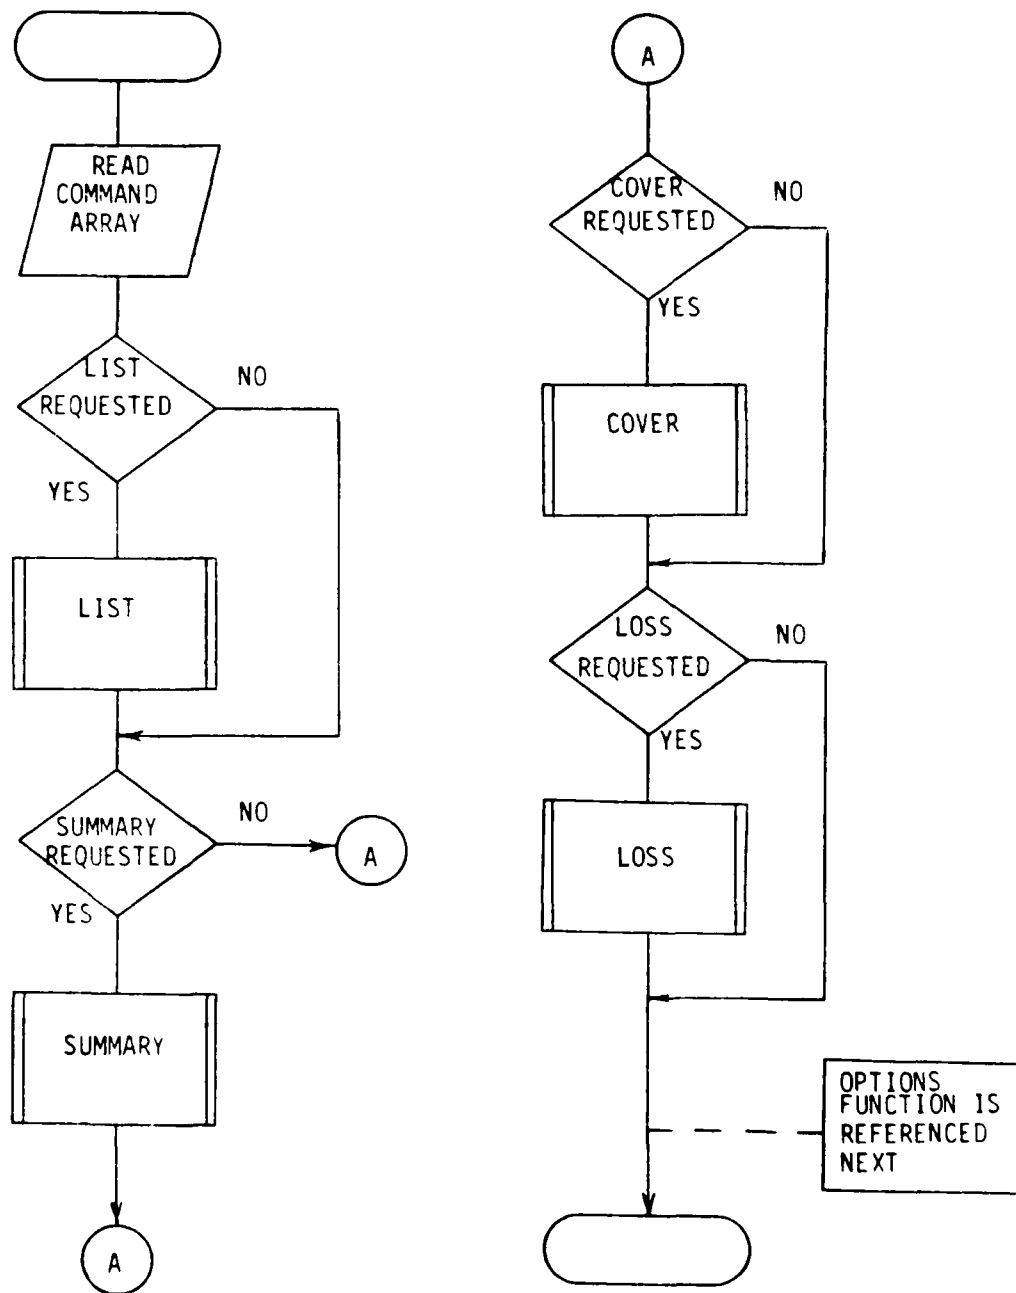 READ
COMMAND
ARRAY
LIST
REQUESTED
NO
YES
LIST
SUMMARY
REQUESTED
NO
A
YES
SUMMARY
A
A
COVER
REQUESTED
NO
YES
COVER
LOSS
REQUESTED
NO
YES
LOSS
OPTIONS
FUNCTION IS
REFERENCED
NEXT